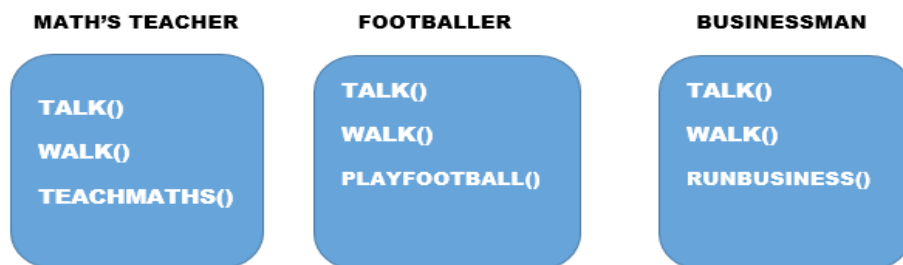 MATH'S TEACHER
TALK()
WALK()
TEACHMATHS()
FOOTBALLER
TALK()
WALK()
PLAYFOOTBALL()
BUSINESSMAN
TALK()
WALK()
RUNBUSINESS()